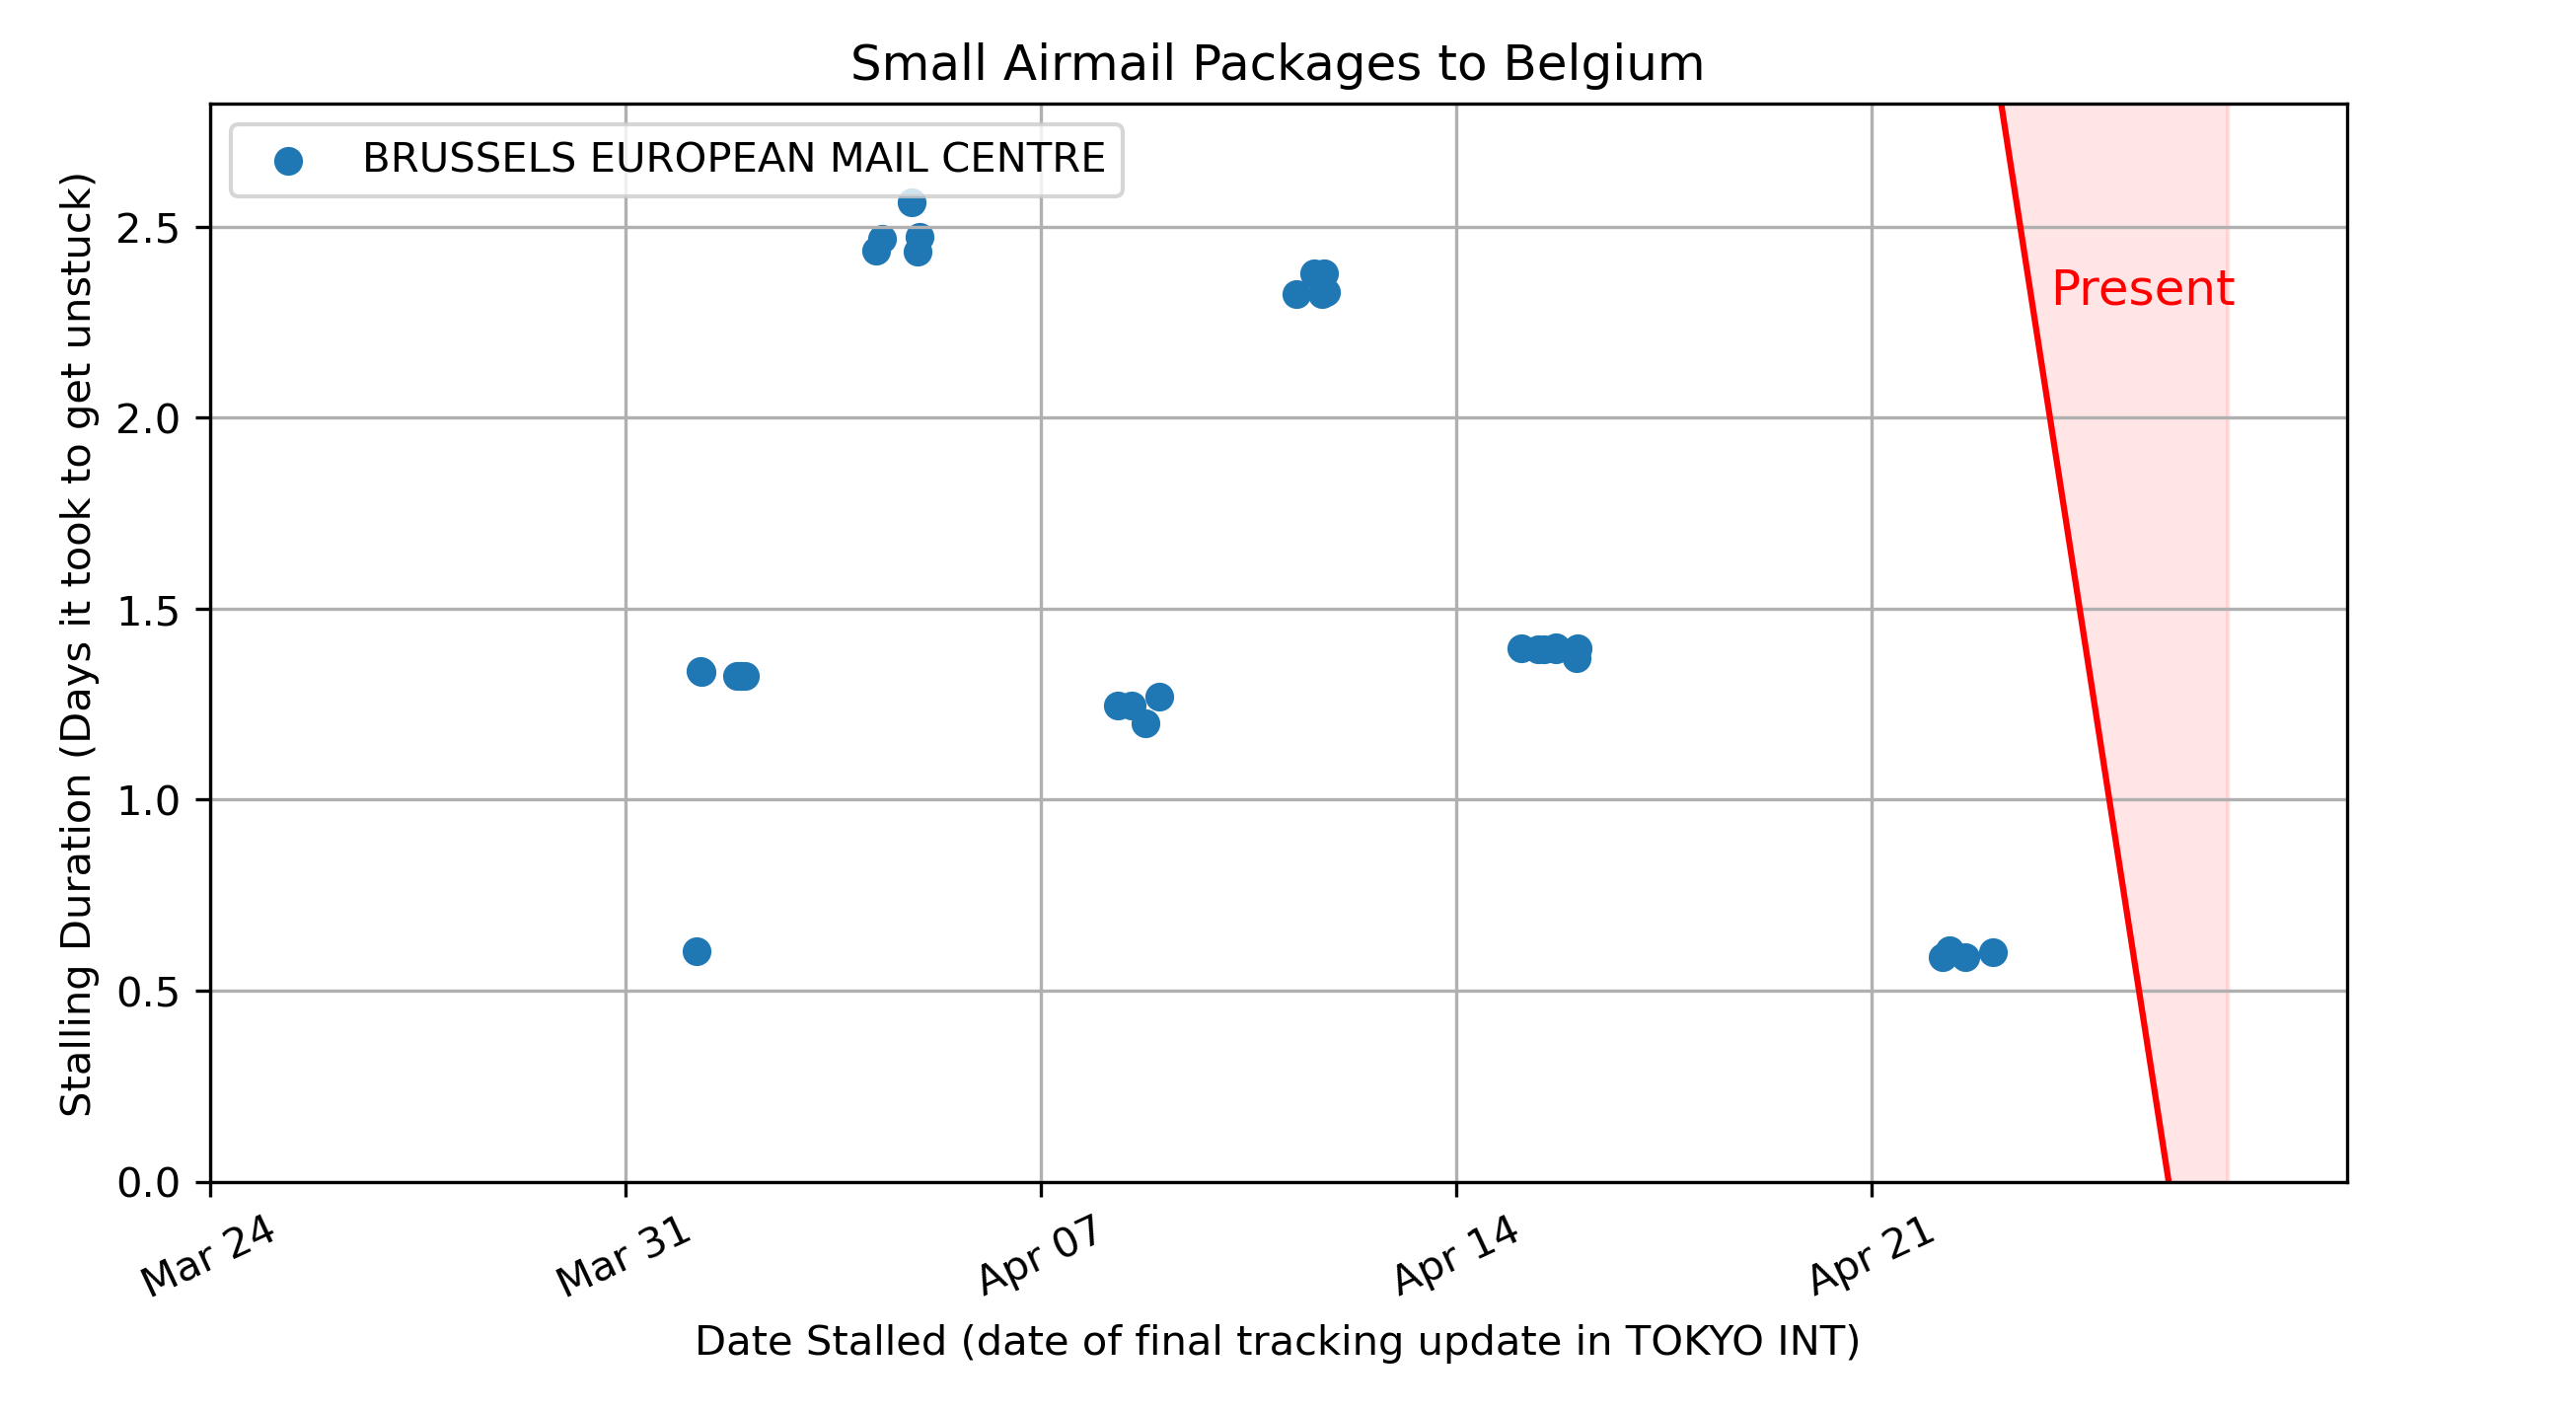 Small Airmail Packages to Belgium
BRUSSELS EUROPEAN MAIL CENTRE
Present
Stalling Duration (Days it took to get unstuck)
2.5
2.0
1.5
1.0
0.5
0.0
Mar 24
Mar 31
Apr 07
Apr 14
Apr 21
Date Stalled (date of final tracking update in TOKYO INT)